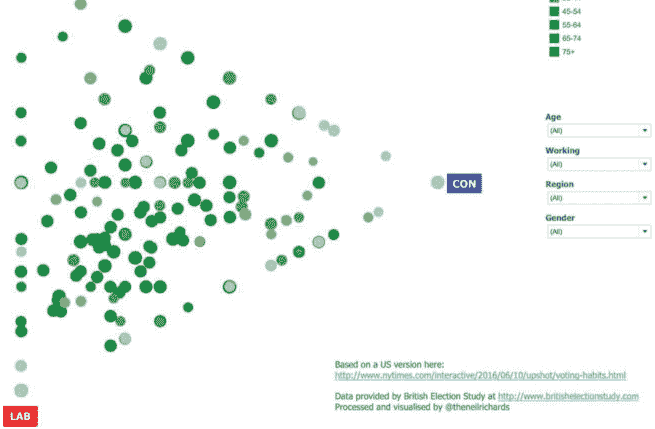 45-54
55-64
65-74
75+
Age
(All)
Working
(All)
CON
Region
(All)
Gender
(All)
Based on a US version here:
http://www.nytimes.com/interactive/2016/06/10/upshot/voting-habits.html
Data provided by British Election Study at http://www.britishelectionstudy.com
Processed and visualised by @theneilrichards
LAB